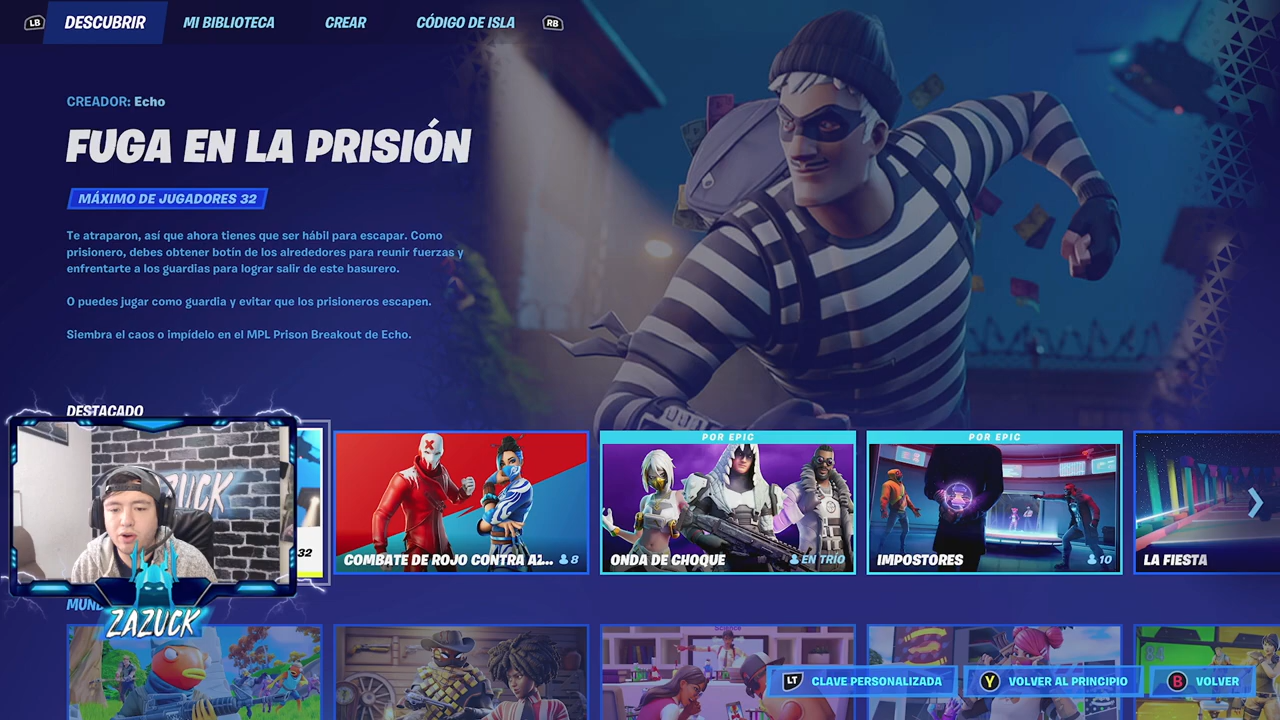 LB
DESCUBRIR
MI BIBLIOTECA
CREAR
CÓDIGO DE ISLA
RB
CREADOR: Echo
FUGA EN LA PRISIÓN
MÁXIMO DE JUGADORES 32
Te atraparon, así que ahora tienes que ser hábil para escapar. Como
prisionero, debes obtener botín de los alrededores para reunir fuerzas y
enfrentarte a los guardias para lograr salir de este basurero.
O puedes jugar como guardia y evitar que los prisioneros escapen.
Siembra el caos o impídelo en el MPL Prison Breakout de Echo.
DESTACADO
32
COMBATE DE ROJO CONTRA AZ... 8
POR EPIC
ONDA DE CHOQUE EN TRIO
POR EPIC
IMPOSTORES 10
LA FIESTA
ZAZUCK
LT CLAVE PERSONALIZADA
Y VOLVER AL PRINCIPIO
B VOLVER